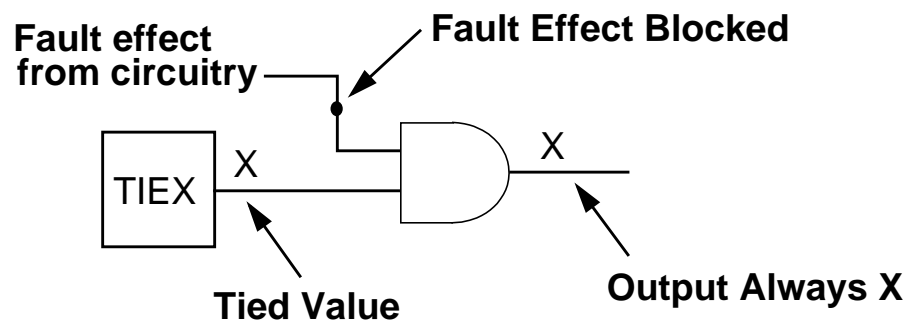 Fault effect
from circuitry
Fault Effect Blocked
TIEX
X
X
Tied Value
Output Always X